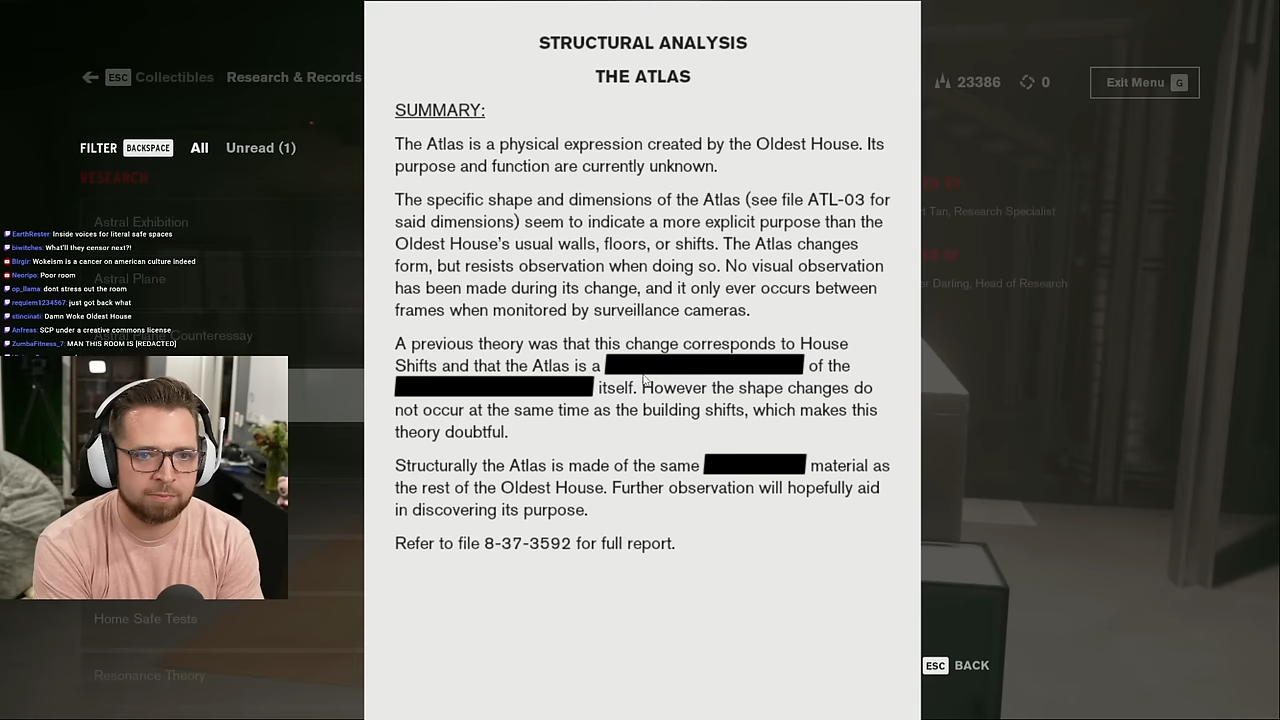 ESC Collectibles Research & Records
23386 0 Exit Menu G
FILTER BACKSPACE All Unread (1)
RESEARCH
Astral Exhibition
EarthRester: Inside voices for literal safe spaces
biwitches: What'll they censor next?!
Birgir: Wokeism is a cancer on american culture indeed
Neoripo: Poor room
Astral Plane
op_llama: dont stress out the room
requiem1234567: just got back what
stincinati: Damn Woke Oldest House
Anfreas: SCP under a creative commons license
Astral Plane Counteressay
ZumbaFitness_7: MAN THIS ROOM IS [REDACTED]
Home Safe Tests
Resonance Theory
STRUCTURAL ANALYSIS
THE ATLAS
SUMMARY:
The Atlas is a physical expression created by the Oldest House. Its
purpose and function are currently unknown.
The specific shape and dimensions of the Atlas (see file ATL-03 for
said dimensions) seem to indicate a more explicit purpose than the
Oldest House's usual walls, floors, or shifts. The Atlas changes
form, but resists observation when doing so. No visual observation
has been made during its change, and it only ever occurs between
frames when monitored by surveillance cameras.
A previous theory was that this change corresponds to House
Shifts and that the Atlas is a of the
itself. However the shape changes do
not occur at the same time as the building shifts, which makes this
theory doubtful.
Structurally the Atlas is made of the same material as
the rest of the Oldest House. Further observation will hopefully aid
in discovering its purpose.
Refer to file 8-37-3592 for full report.
Tan, Research Specialist
Darling, Head of Research
ESC BACK